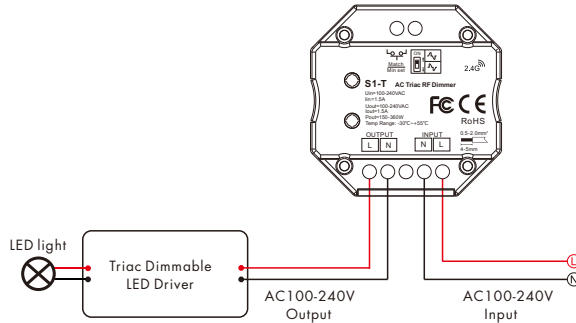 ON
Match
Min set
2.4G
S1-T AC Triac RF Dimmer
Uin=100-240VAC
Iin=1.5A
Uout=100-240VAC
Iout=1.5A
Pout=150-360W
Temp Range: -30°C~+55°C
FC CE
RoHS
OUTPUT INPUT
L N N L
0.5-2.0mm²
4-5mm
LED light
Triac Dimmable
LED Driver
AC100-240V
Output
AC100-240V
Input
L
N